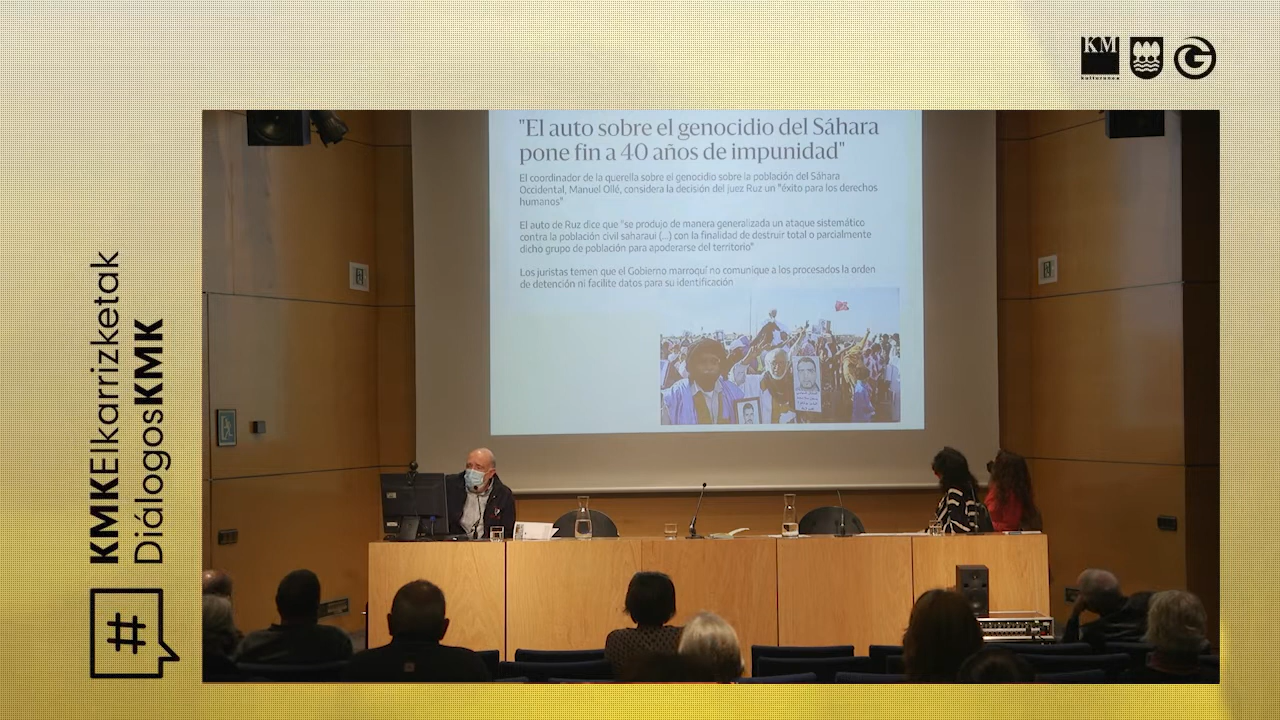 KM
kulturunea
G
"El auto sobre el genocidio del Sáhara
pone fin a 40 años de impunidad"
El coordinador de la querella sobre el genocidio sobre la población del Sáhara
Occidental, Manuel Ollé, considera la decisión del juez Ruz un "éxito para los derechos
humanos"
El auto de Ruz dice que "se produjo de manera generalizada un ataque sistemático
contra la población civil saharaui (...) con la finalidad de destruir total o parcialmente
dicho grupo de población para apoderarse del territorio"
Los juristas temen que el Gobierno marroquí no comunique a los procesados la orden
de detención ni facilite datos para su identificación
KMKElkarrizketak
DiálogosKMK
#